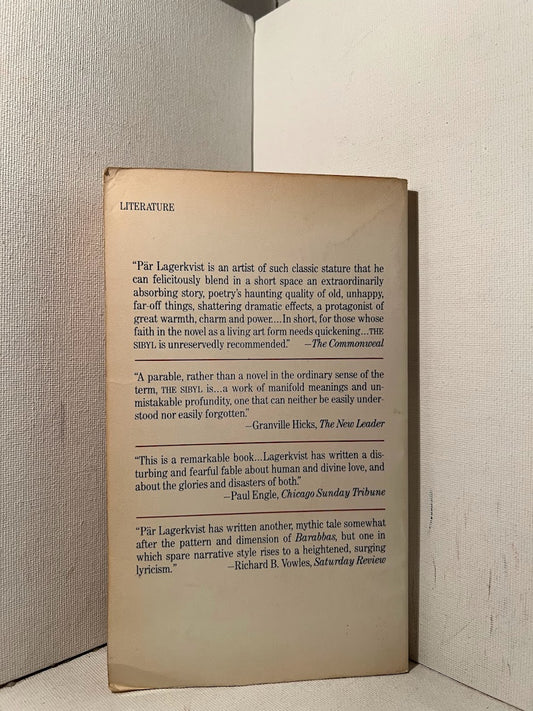 LITERATURE
“Pär Lagerkvist is an artist of such classic stature that he
can felicitously blend in a short space an extraordinarily
absorbing story, poetry’s haunting quality of old, unhappy,
far-off things, shattering dramatic effects, a protagonist of
great warmth, charm and power....In short, for those whose
faith in the novel as a living art form needs quickening...THE
SIBYL is unreservedly recommended.” —The Commonweal
“A parable, rather than a novel in the ordinary sense of the
term, THE SIBYL is...a work of manifold meanings and un-
mistakable profundity, one that can neither be easily under-
stood nor easily forgotten.”
—Granville Hicks, The New Leader
“This is a remarkable book...Lagerkvist has written a dis-
turbing and fearful fable about human and divine love, and
about the glories and disasters of both.”
—Paul Engle, Chicago Sunday Tribune
“Pär Lagerkvist has written another, mythic tale somewhat
after the pattern and dimension of Barabbas, but one in
which spare narrative style rises to a heightened, surging
lyricism.” —Richard B. Vowles, Saturday Review